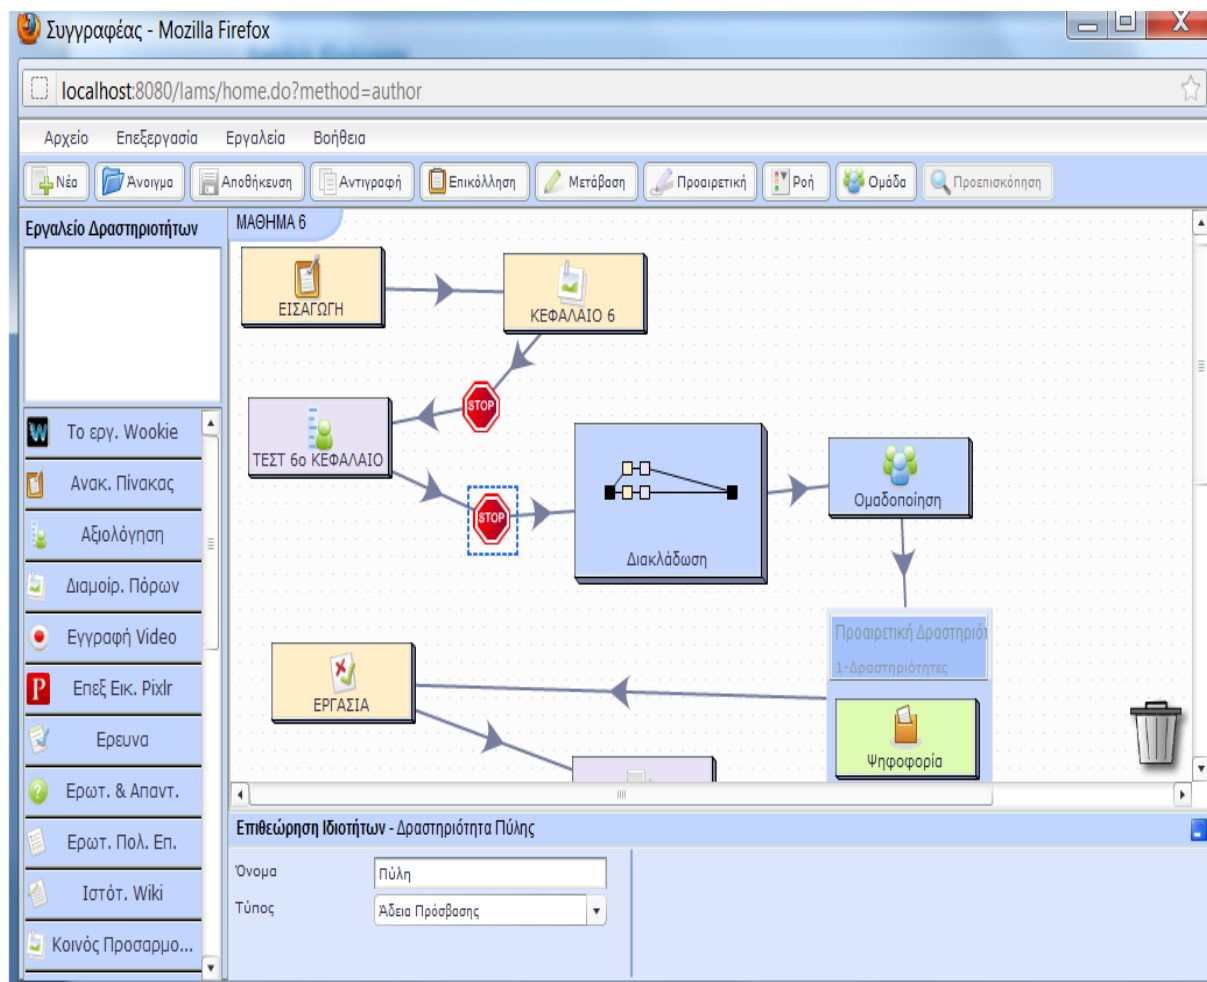 Συγγραφέας - Mozilla Firefox
localhost:8080/lams/home.do?method=author
Αρχείο Επεξεργασία Εργαλεία Βοήθεια
Νέα Άνοιγμα Αποθήκευση Αντιγραφή Επικόλληση Μετάβαση Προαιρετική Ροή Ομάδα Προεπισκόπηση
Εργαλείο Δραστηριοτήτων
ΜΑΘΗΜΑ 6
ΕΙΣΑΓΩΓΗ
ΚΕΦΑΛΑΙΟ 6
STOP
ΤΕΣΤ 6ο ΚΕΦΑΛΑΙΟ
STOP
Διακλάδωση
Ομαδοποίηση
Προαιρετική Δραστηριότ
1-Δραστηριότητες
Ψηφοφορία
ΕΡΓΑΣΙΑ
W Το εργ. Wookie
Ανακ. Πίνακας
Αξιολόγηση
Διαμοίρ. Πόρων
Εγγραφή Video
P Επεξ Εικ. Pixlr
Ερευνα
Ερωτ. & Απαντ.
Ερωτ. Πολ. Επ.
Ιστότ. Wiki
Κοινός Προσαρμο...
Επιθεώρηση Ιδιοτήτων - Δραστηριότητα Πύλης
Όνομα Πύλη
Τύπος Άδεια Πρόσβασης